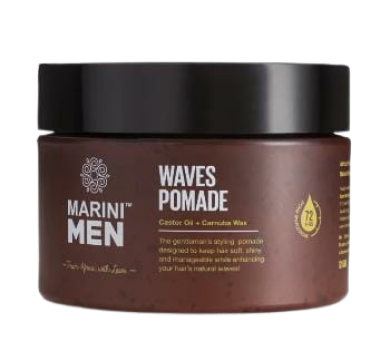 MARINI™
MEN
From Africa with Love
WAVES
POMADE
Castor Oil + Carnuba Wax
The gentleman's styling pomade
designed to keep hair soft, shiny
and manageable while enhancing
your hair's natural waves!
72